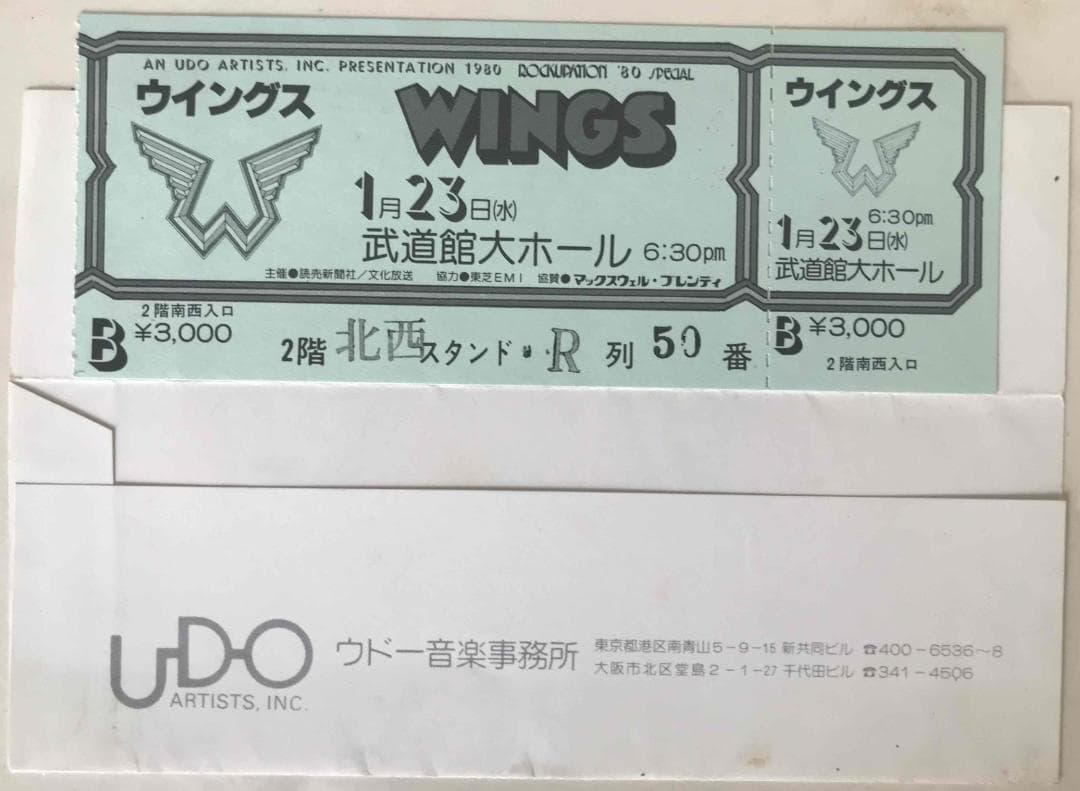 AN UDO ARTISTS, INC. PRESENTATION 1980 ROCKUPATION '80 SPECIAL
ウイングス
WINGS
1月23日(水)
武道館大ホール 6:30pm
主催●読売新聞社/文化放送 協力●東芝EMI 協賛●マックスウェル・ブレンディ
2階南西入口
B ¥3,000
2階 北西 スタンド R 列 50 番
ウイングス
6:30pm
1月23日(水)
武道館大ホール
B ¥3,000
2階南西入口
UDO
ARTISTS, INC.
ウドー音楽事務所
東京都港区南青山5-9-15 新共同ビル ☎400-6536~8
大阪市北区堂島2-1-27 千代田ビル ☎341-4506